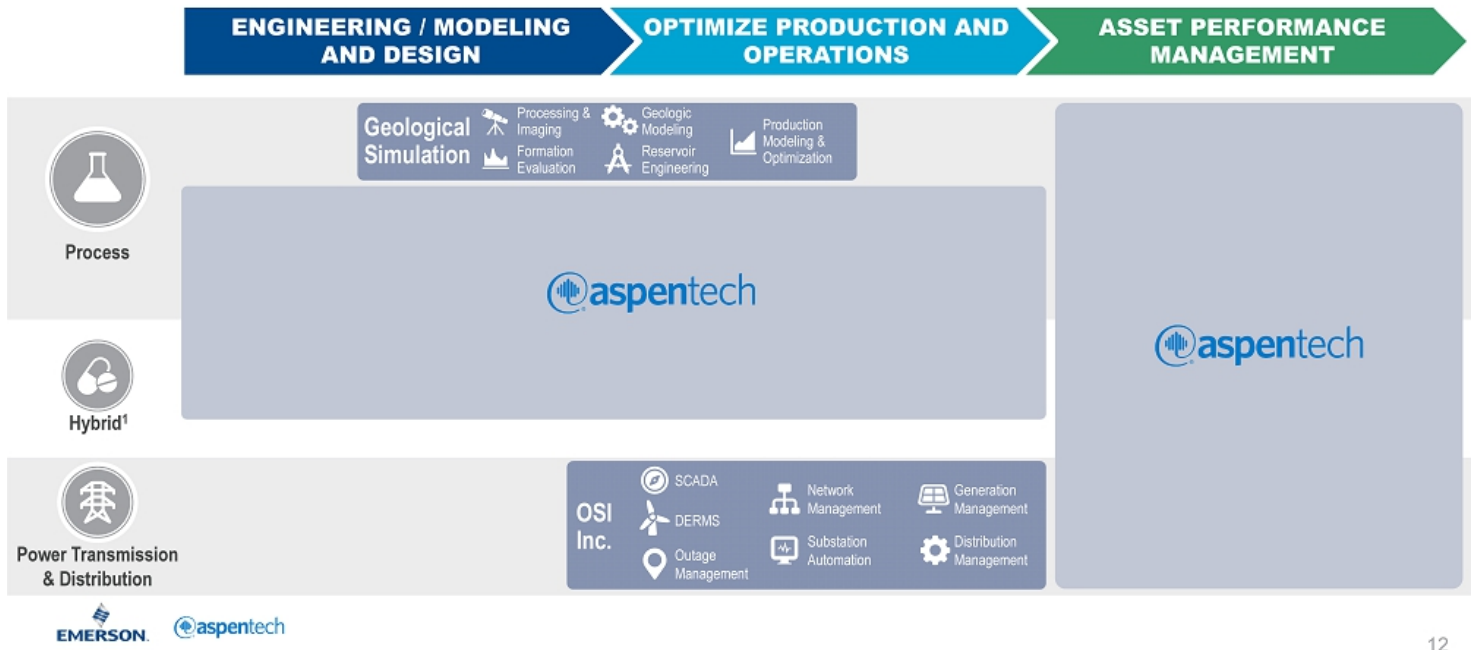 ENGINEERING / MODELING
AND DESIGN
OPTIMIZE PRODUCTION AND
OPERATIONS
ASSET PERFORMANCE
MANAGEMENT
Process
Geological
Simulation
Processing &
Imaging
Formation
Evaluation
Geologic
Modeling
Reservoir
Engineering
Production
Modeling &
Optimization
aspentech
aspentech
Hybrid¹
Power Transmission
& Distribution
OSI
Inc.
SCADA
DERMS
Outage
Management
Network
Management
Substation
Automation
Generation
Management
Distribution
Management
EMERSON.
aspentech
12